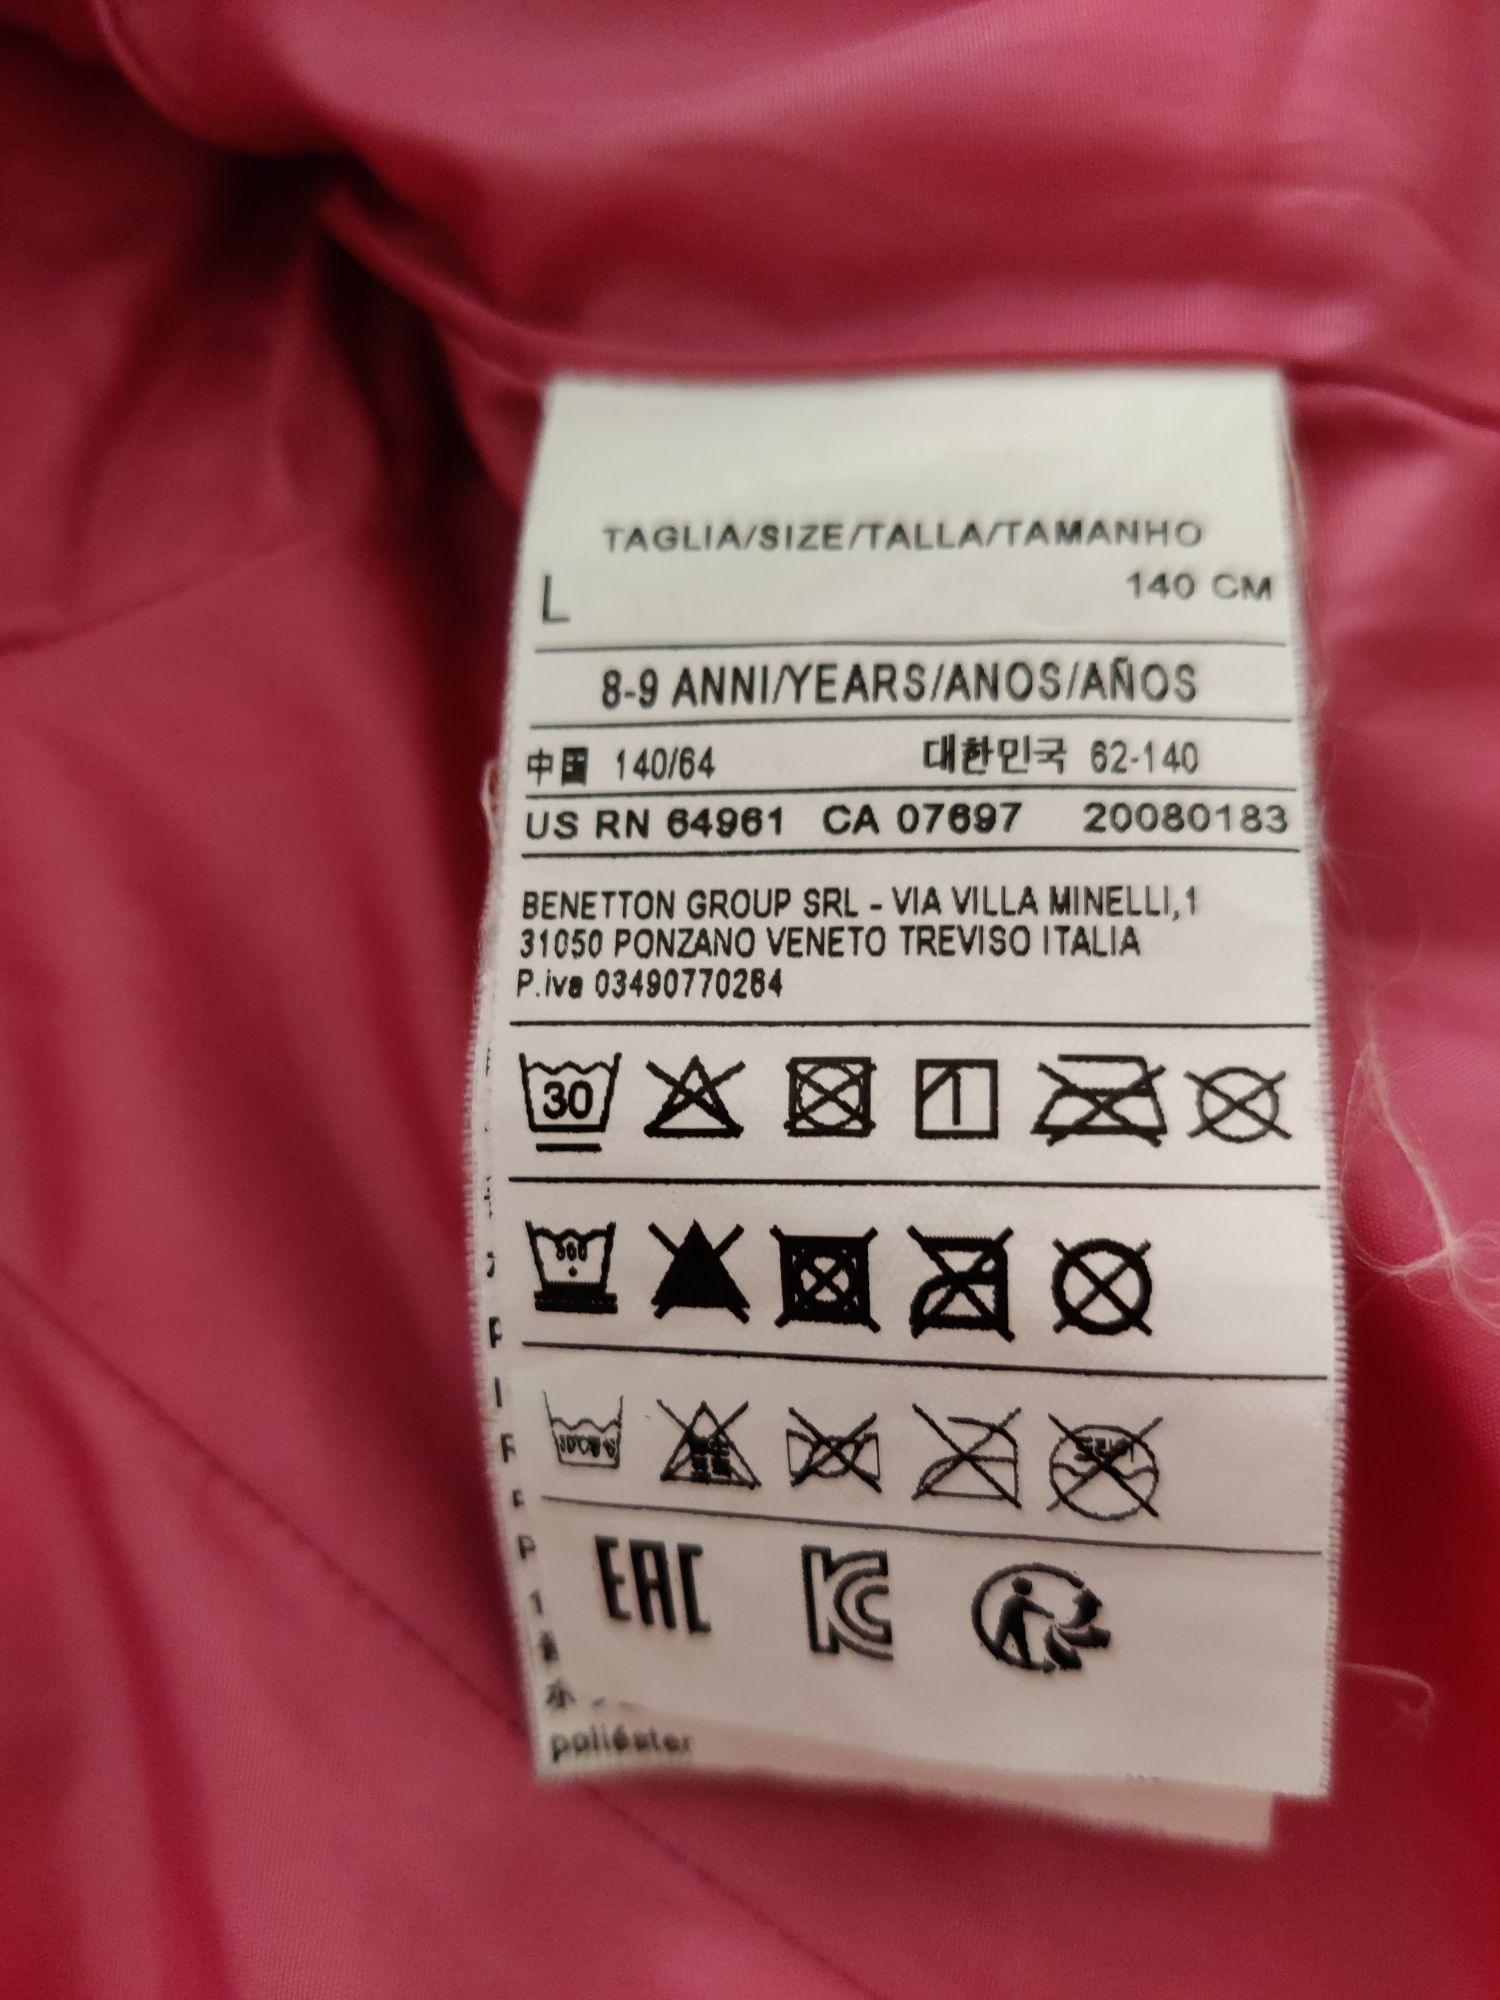 TAGLIA/SIZE/TALLA/TAMANHO
L 140 CM
8-9 ANNI/YEARS/ANOS/AÑOS
中国 140/64 대한민국 62-140
US RN 64961 CA 07697 20080183
BENETTON GROUP SRL - VIA VILLA MINELLI,1
31050 PONZANO VENETO TREVISO ITALIA
P.iva 03490770264
30
EAC KC
poliéster